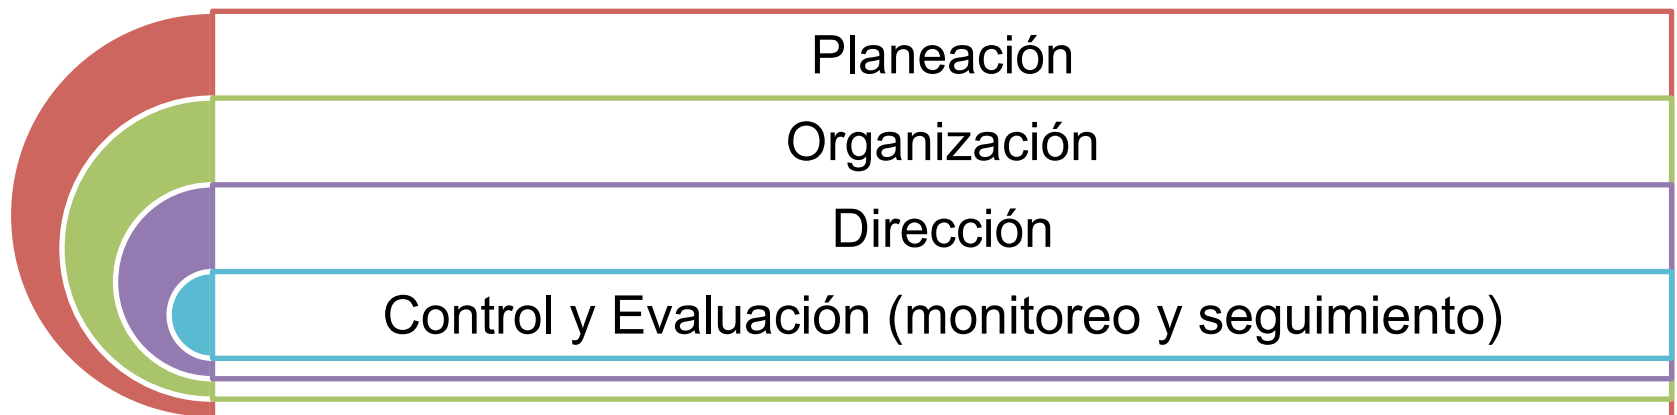 Planeación
Organización
Dirección
Control y Evaluación (monitoreo y seguimiento)